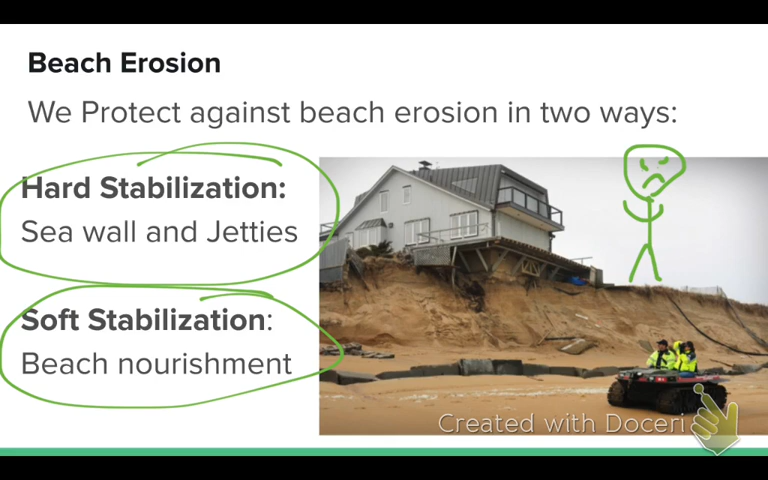 Beach Erosion
We Protect against beach erosion in two ways:
Hard Stabilization:
Sea wall and Jetties
Soft Stabilization:
Beach nourishment
Created with Doceri